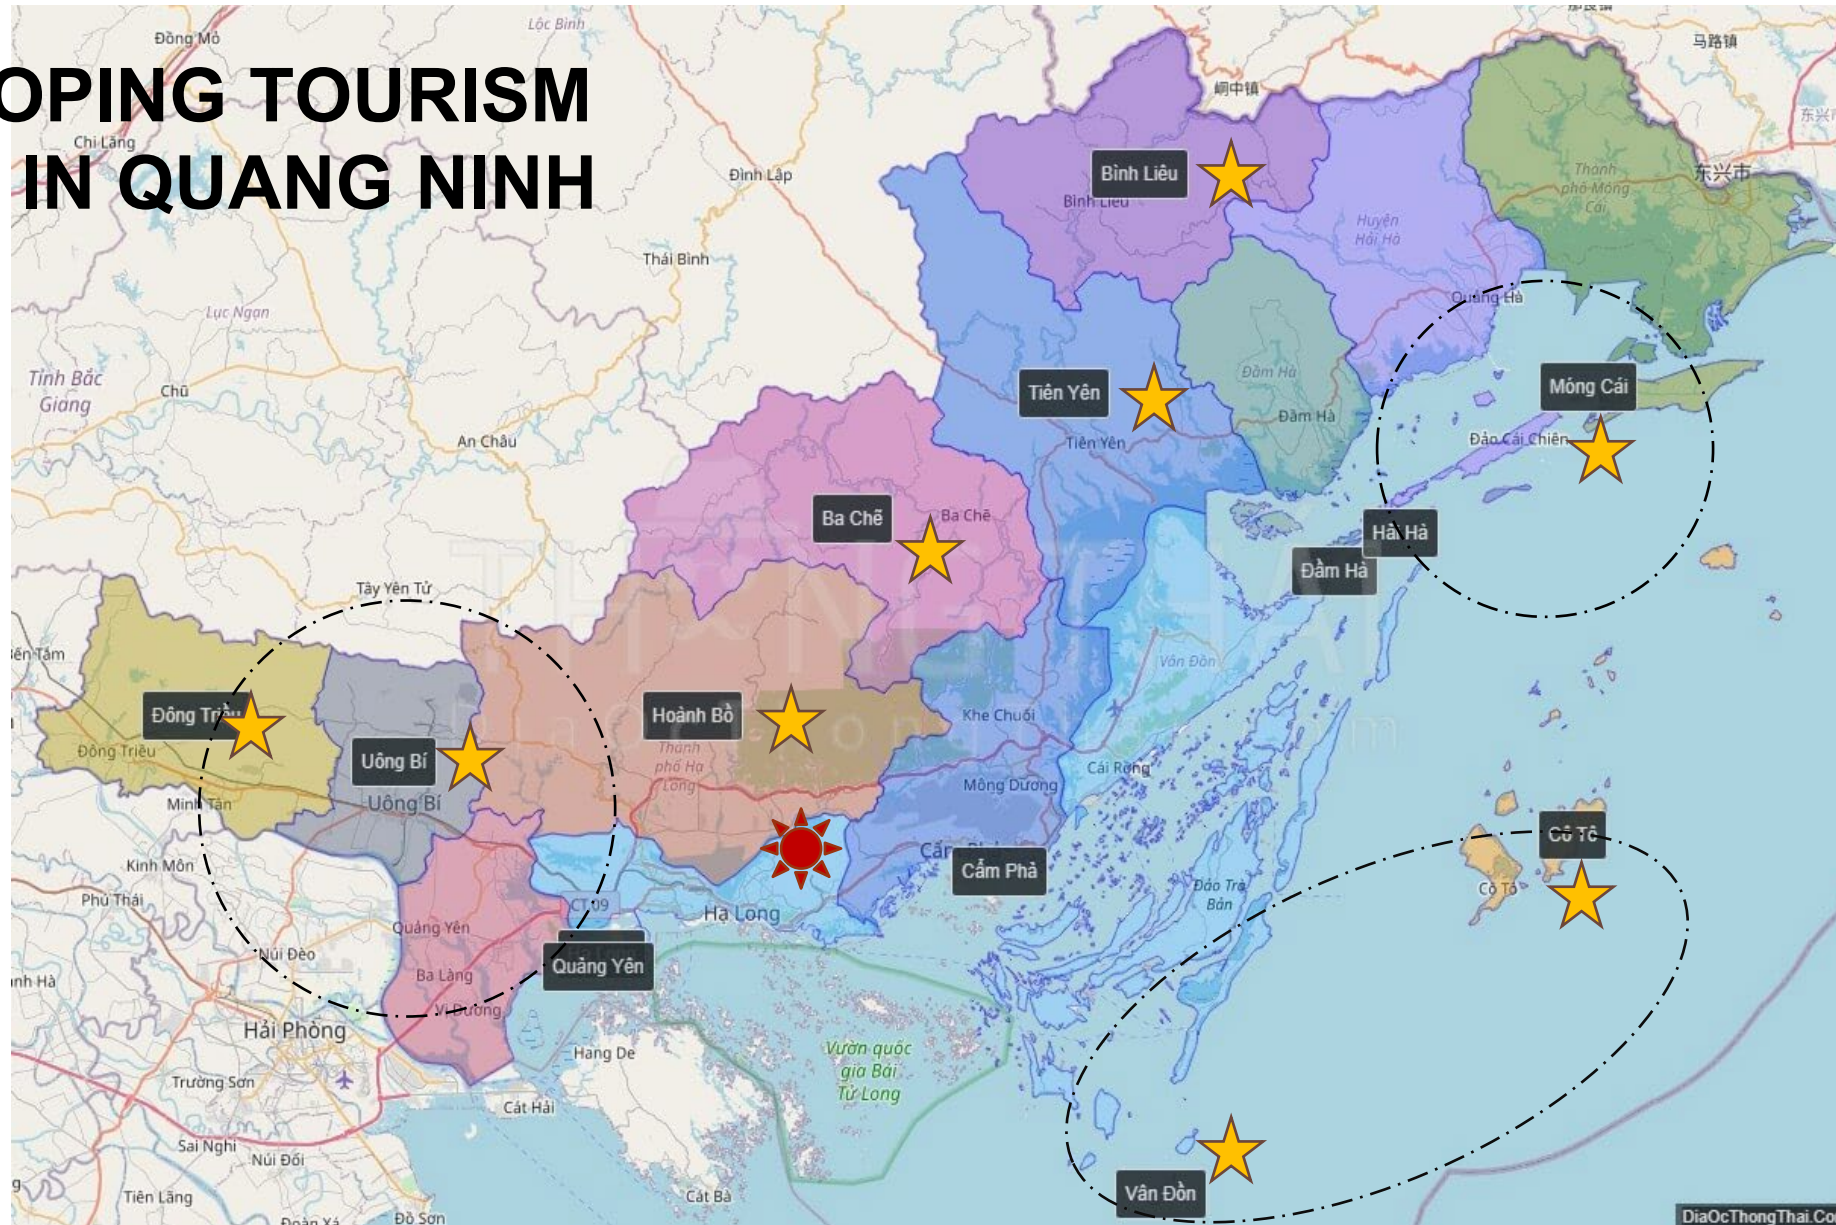 Lộc Bình
马路镇
Đồng Mỏ
OPING TOURISM
IN QUANG NINH
峒中镇
Chi Lăng
Đình Lập
Bình Liêu
Bình Liêu
Thành
phố Móng
Cái
东兴市
Huyện
Hải Hà
Thái Bình
Lục Ngạn
Quảng Hà
Tỉnh Bắc
Giang
Chũ
Đầm Hà
Đầm Hà
Tiên Yên
Tiên Yên
Móng Cái
Đảo Cái Chiên
An Châu
Ba Chẽ
Ba Chẽ
Hải Hà
Đầm Hà
Tây Yên Tử
Vân Đồn
Đông Triều
Đông Triều
Hoành Bồ
Thành
phố Hạ
Long
Khe Chuối
Uông Bí
Uông Bí
Cái Rồng
Mông Dương
Minh Tân
Kinh Môn
Cô Tô
Cô Tô
Cẩm Phả
Đảo Trà
Bản
Phú Thái
CT.09
Hạ Long
Quảng Yên
Quảng Yên
Núi Đèo
Ba Làng
Vị Dương
Hải Phòng
Hang De
Vườn quốc
gia Bái
Tử Long
Trường Sơn
Cát Hải
Sai Nghi
Núi Đối
Tiên Lãng
Cát Bà
Vân Đồn
Đoàn Xá
Đồ Sơn
DiaOcThongThai.Co